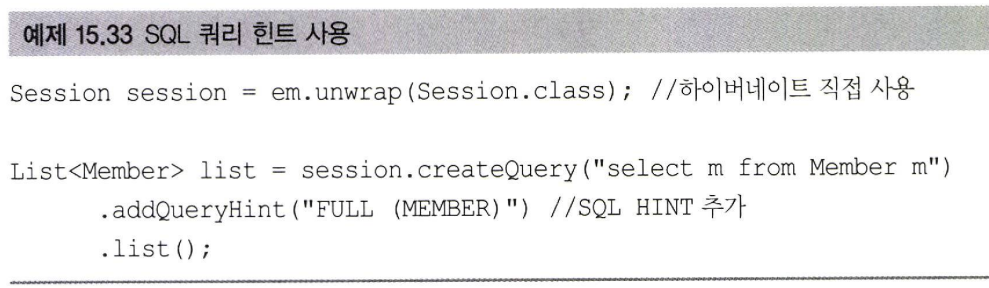 예제 15.33 SQL 쿼리 힌트 사용
Session session = em.unwrap(Session.class); //하이버네이트 직접 사용
List<Member> list = session.createQuery("select m from Member m")
.addQueryHint("FULL (MEMBER)") //SQL HINT 추가
.list();